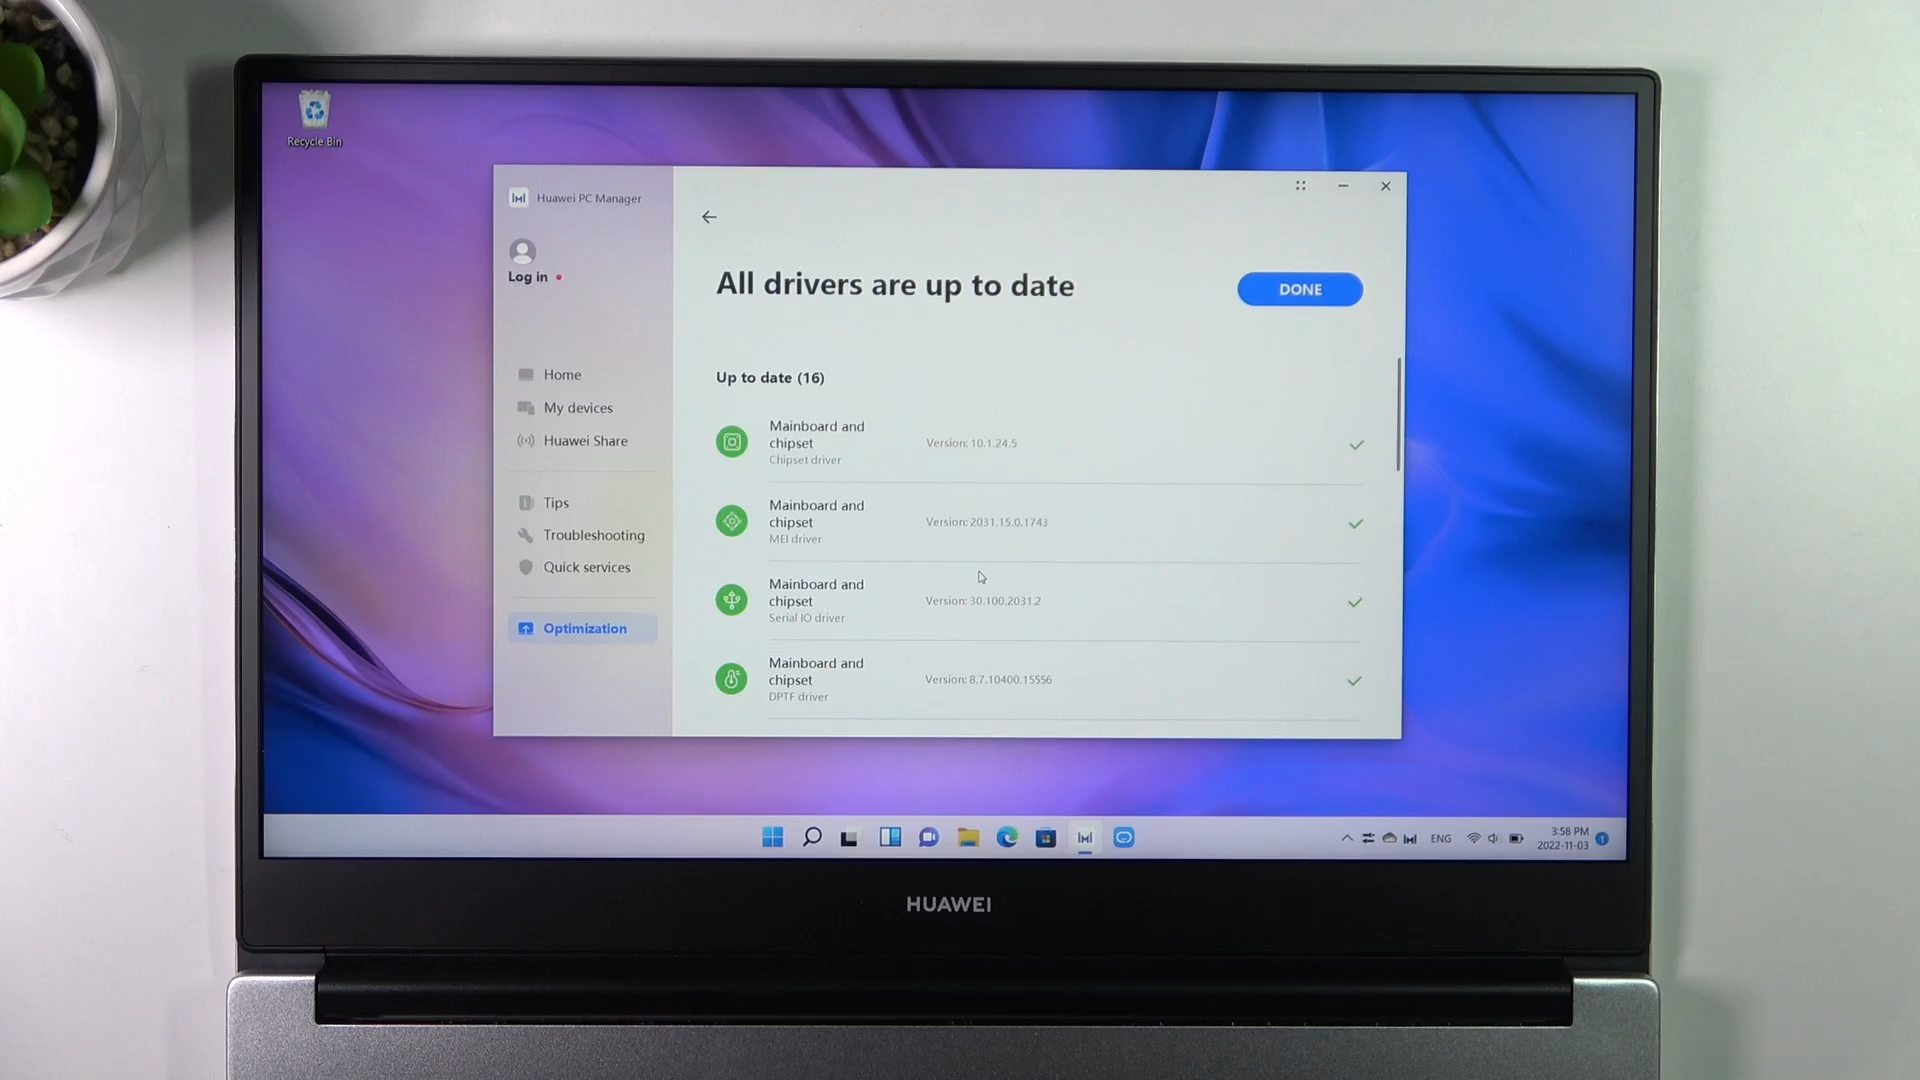 Recycle Bin
Huawei PC Manager
Log in
Home
My devices
Huawei Share
Tips
Troubleshooting
Quick services
Optimization
All drivers are up to date
DONE
Up to date (16)
Mainboard and
chipset
Chipset driver
Version: 10.1.24.5
Mainboard and
chipset
MEI driver
Version: 2031.15.0.1743
Mainboard and
chipset
Serial IO driver
Version: 30.100.2031.2
Mainboard and
chipset
DPTF driver
Version: 8.7.10400.15556
ENG
3:58 PM
2022-11-03
1
HUAWEI